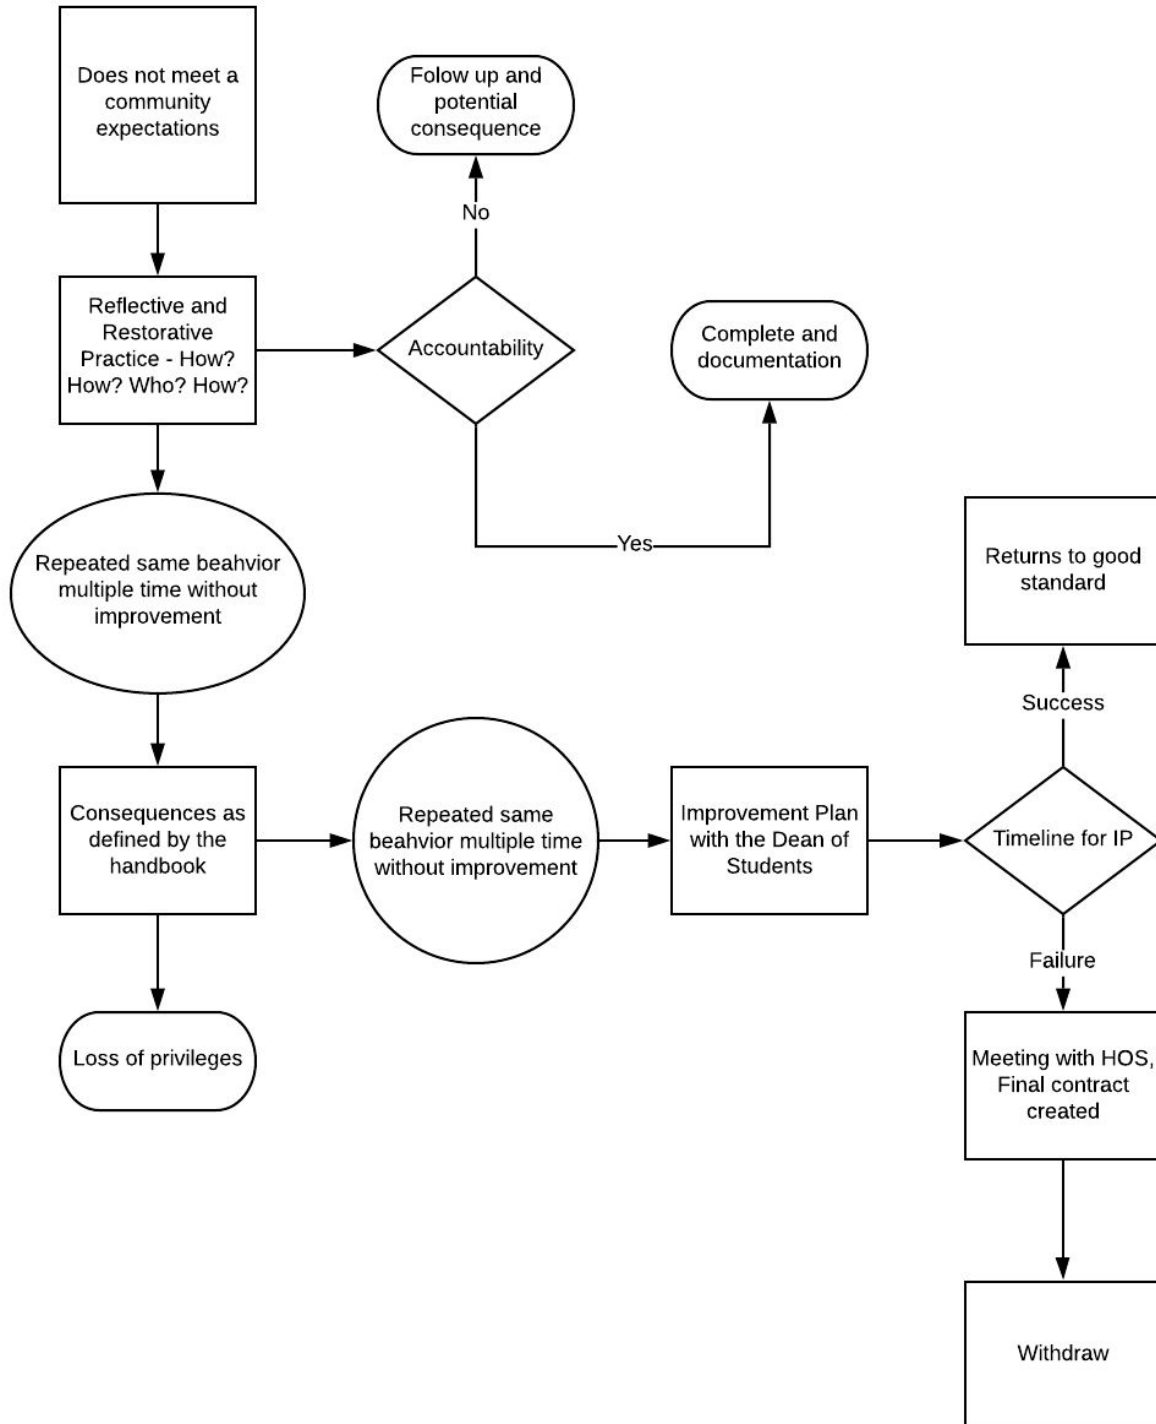 Does not meet a
community
expectations
Folow up and
potential
consequence
No
Reflective and
Restorative
Practice - How?
How? Who? How?
Accountability
Complete and
documentation
Yes
Repeated same beahvior
multiple time without
improvement
Returns to good
standard
Success
Consequences as
defined by the
handbook
Repeated same
beahvior multiple time
without improvement
Improvement Plan
with the Dean of
Students
Timeline for IP
Failure
Loss of privileges
Meeting with HOS,
Final contract
created
Withdraw